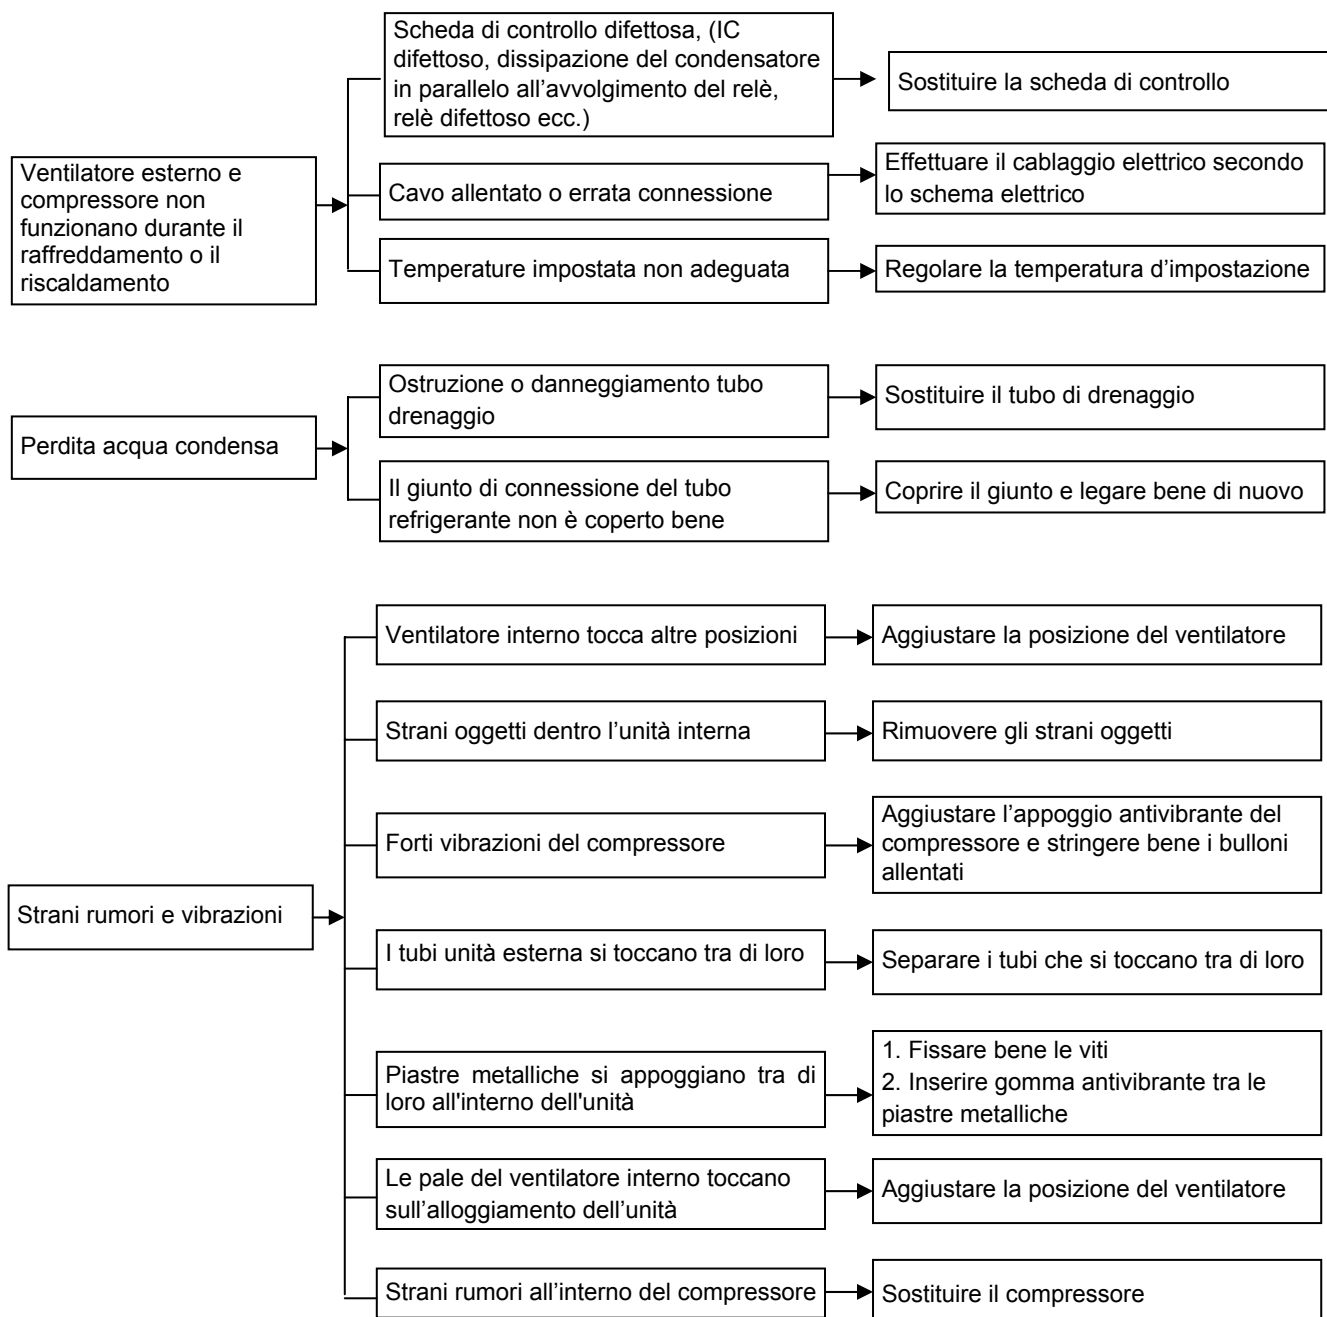 Scheda di controllo difettosa, (IC
difettoso, dissipazione del condensatore
in parallelo all’avvolgimento del relè,
relè difettoso ecc.)
Sostituire la scheda di controllo
Ventilatore esterno e
compressore non
funzionano durante il
raffreddamento o il
riscaldamento
Cavo allentato o errata connessione
Effettuare il cablaggio elettrico secondo
lo schema elettrico
Temperature impostata non adeguata
Regolare la temperatura d’impostazione
Perdita acqua condensa
Ostruzione o danneggiamento tubo
drenaggio
Sostituire il tubo di drenaggio
Il giunto di connessione del tubo
refrigerante non è coperto bene
Coprire il giunto e legare bene di nuovo
Strani rumori e vibrazioni
Ventilatore interno tocca altre posizioni
Aggiustare la posizione del ventilatore
Strani oggetti dentro l’unità interna
Rimuovere gli strani oggetti
Forti vibrazioni del compressore
Aggiustare l’appoggio antivibrante del
compressore e stringere bene i bulloni
allentati
I tubi unità esterna si toccano tra di loro
Separare i tubi che si toccano tra di loro
Piastre metalliche si appoggiano tra di
loro all'interno dell'unità
1. Fissare bene le viti
2. Inserire gomma antivibrante tra le
piastre metalliche
Le pale del ventilatore interno toccano
sull’alloggiamento dell’unità
Aggiustare la posizione del ventilatore
Strani rumori all’interno del compressore
Sostituire il compressore